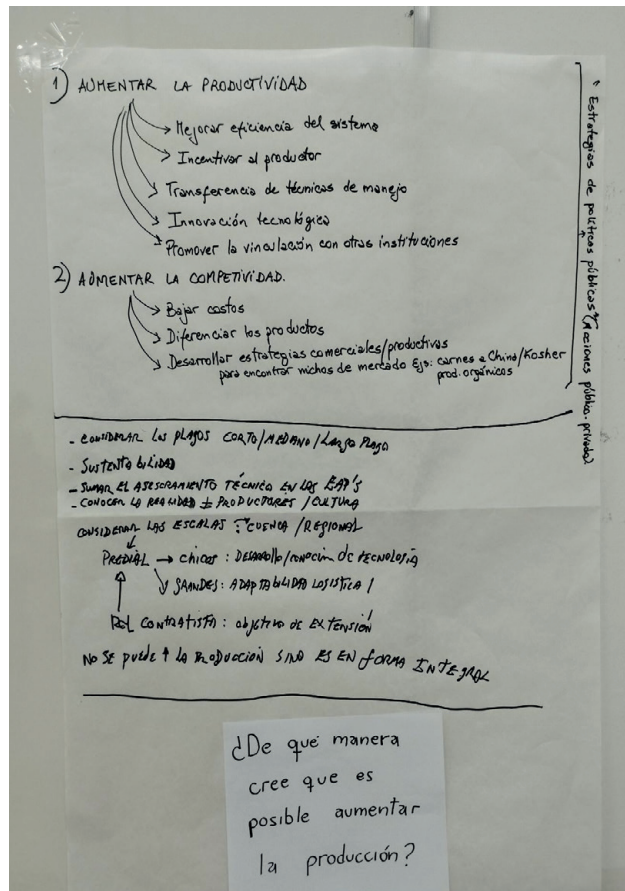 1) AUMENTAR LA PRODUCTIVIDAD
→ Mejorar eficiencia del sistema
→ Incentivar al productor
→ Transferencia de técnicas de manejo
→ Innovación tecnológica
→ Promover la vinculación con otras instituciones
2) AUMENTAR LA COMPETIVIDAD.
→ Bajar costos
→ Diferenciar los productos
→ Desarrollar estrategias comerciales/productivas
para encontrar nichos de mercado Ejs: carnes a China/Kosher
prod. orgánicos
" Estrategias de políticas públicas" (acciones público-privada)
- CONSIDERAR LOS PLAZOS CORTO/MEDIANO/LARGO PLAZO
- SUSTENTABILIDAD
- SUMAR EL ASESORAMIENTO TÉCNICO EN LAS EAP'S
- CONOCER LA REALIDAD ± PRODUCTORES / CULTURA
CONSIDERAR LAS ESCALAS : CUENCA / REGIONAL
PREDIAL → CHICOS : DESARROLLO/ DE TECNOLOGÍA
GRANDES : ADAPTABILIDAD LOGISTICA /
ROL CONTRATISTA : objetivo DE EXTENSIÓN
NO SE PUEDE ↑ LA PRODUCCIÓN SINO ES EN FORMA INTEGRAL
¿De qué manera
cree que es
posible aumentar
la producción?